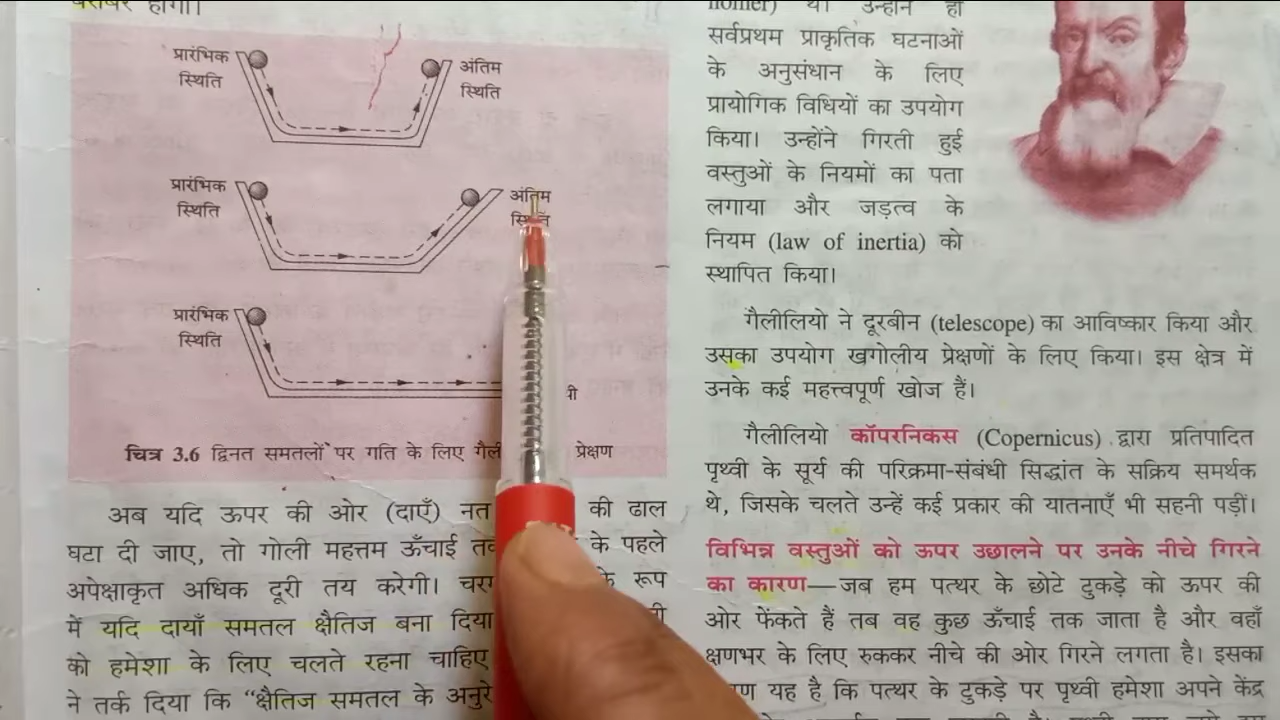 बराबर होगी।
प्रारंभिक
स्थिति
अंतिम
स्थिति
प्रारंभिक
स्थिति
अंतिम
प्रारंभिक
स्थिति
चित्र 3.6 द्विनत समतलों पर गति के लिए प्रेक्षण
अब यदि ऊपर की ओर (दाएँ) नत की ढाल
घटा दी जाए, तो गोली महत्तम ऊँचाई के पहले
अपेक्षाकृत अधिक दूरी तय करेगी। रूप
में यदि दायाँ समतल क्षैतिज बना दिया
को हमेशा के लिए चलते रहना चाहिए
ने तर्क दिया कि “क्षैतिज समतल के
homer) था। उन्होंने ही
सर्वप्रथम प्राकृतिक घटनाओं
के अनुसंधान के लिए
प्रायोगिक विधियों का उपयोग
किया। उन्होंने गिरती हुई
वस्तुओं के नियमों का पता
लगाया और जड़त्व के
नियम (law of inertia) को
स्थापित किया।
गैलीलियो ने दूरबीन (telescope) का आविष्कार किया और
उसका उपयोग खगोलीय प्रेक्षणों के लिए किया। इस क्षेत्र में
उनके कई महत्त्वपूर्ण खोज हैं।
गैलीलियो कॉपरनिकस (Copernicus) द्वारा प्रतिपादित
पृथ्वी के सूर्य की परिक्रमा-संबंधी सिद्धांत के सक्रिय समर्थक
थे, जिसके चलते उन्हें कई प्रकार की यातनाएँ भी सहनी पड़ीं।
विभिन्न वस्तुओं को ऊपर उछालने पर उनके नीचे गिरने
का कारण—जब हम पत्थर के छोटे टुकड़े को ऊपर की
ओर फेंकते हैं तब वह कुछ ऊँचाई तक जाता है और वहाँ
क्षणभर के लिए रुककर नीचे की ओर गिरने लगता है। इसका
यह है कि पत्थर के टुकड़े पर पृथ्वी हमेशा अपने केंद्र